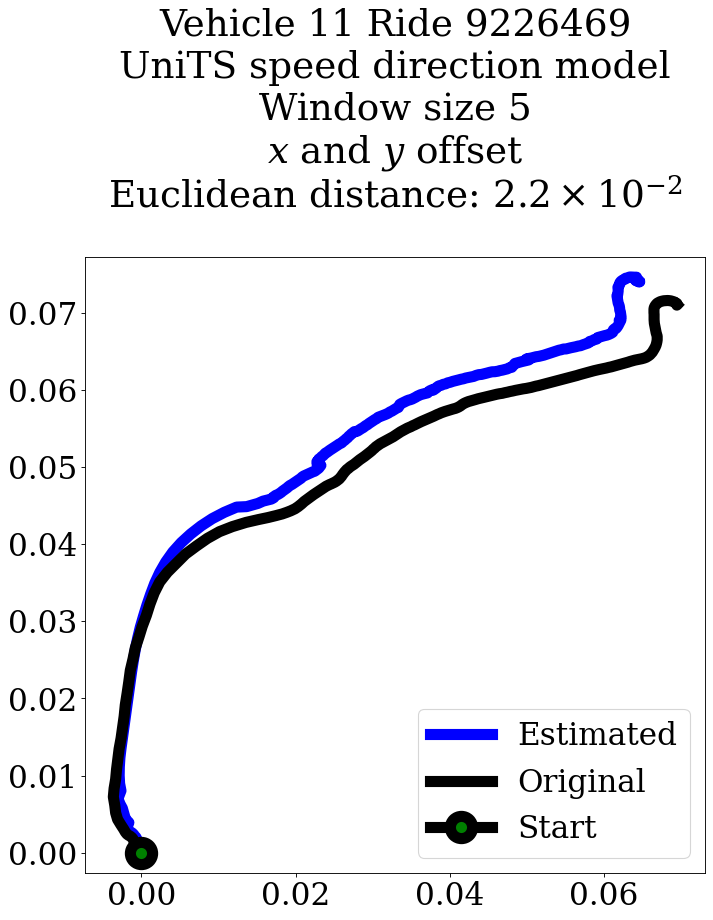 Vehicle 11 Ride 9226469
UniTS speed direction model
Window size 5
x and y offset
Euclidean distance: 2.2 × 10⁻²
0.07
0.06
0.05
0.04
0.03
0.02
0.01
0.00
Estimated
Original
Start
0.00 0.02 0.04 0.06